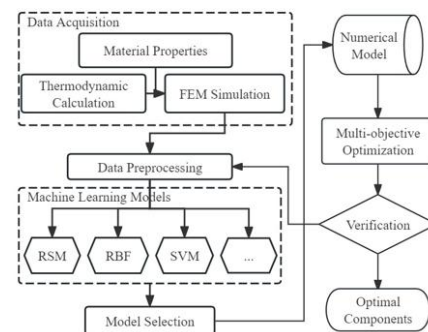 Data Acquisition
Material Properties
Thermodynamic
Calculation
FEM Simulation
Data Preprocessing
Machine Learning Models
RSM
RBF
SVM
...
Model Selection
Numerical
Model
Multi-objective
Optimization
Verification
Optimal
Components